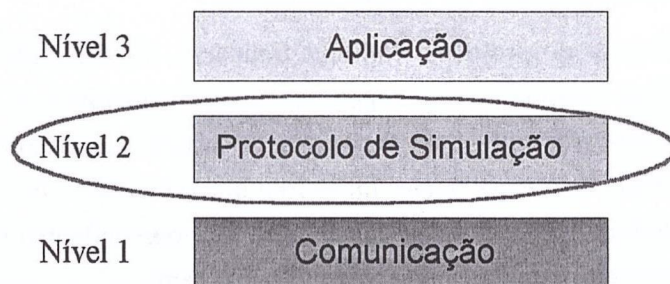 Nível 3 Aplicação
Nível 2 Protocolo de Simulação
Nível 1 Comunicação